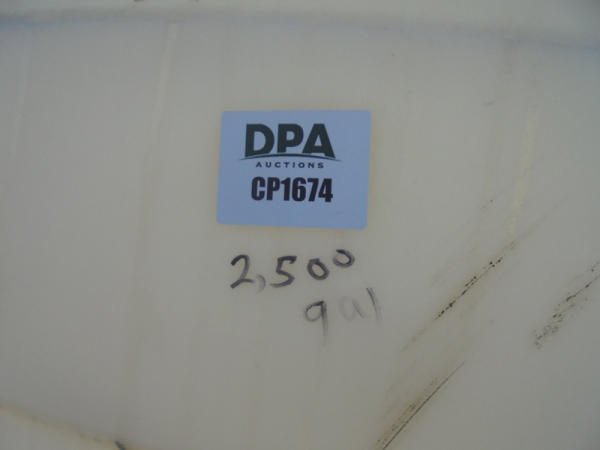 DPA
AUCTIONS
CP1674
2,500
gal